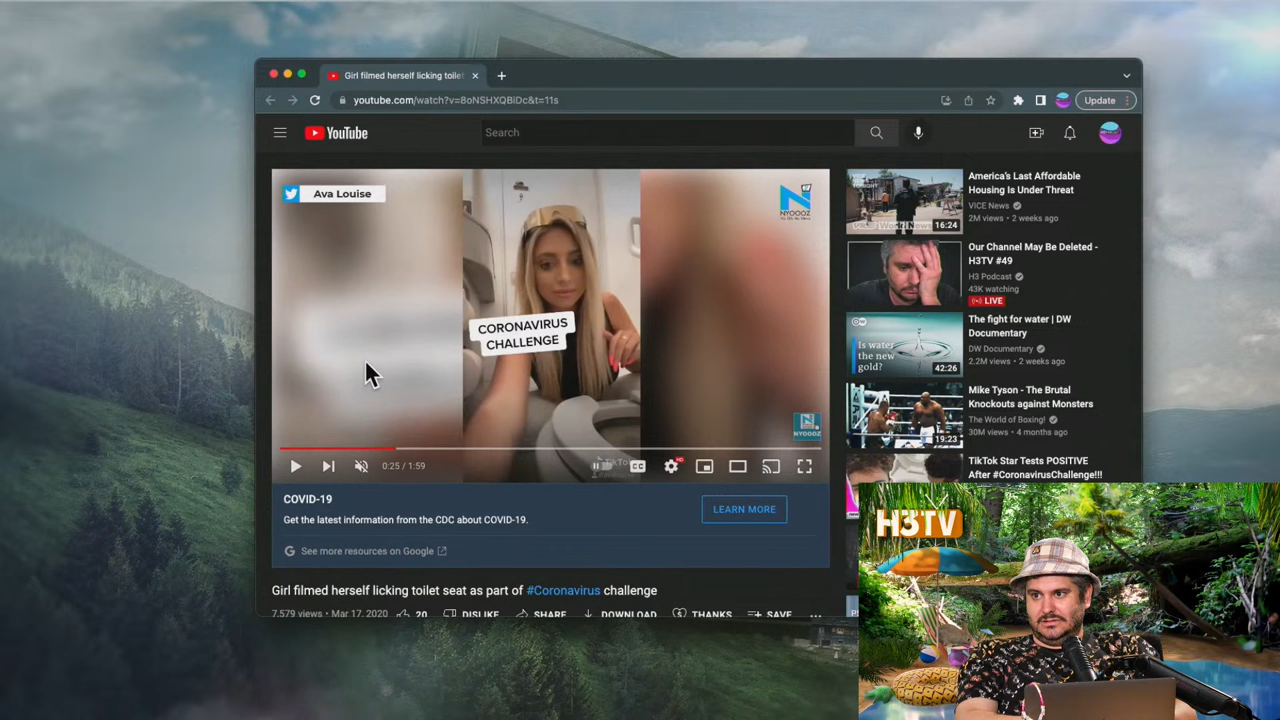 Girl filmed herself licking toilet
youtube.com/watch?v=8oNSHXQBiDc&t=11s
Update
YouTube
Search
Ava Louise
NYOOOZ
CORONAVIRUS
CHALLENGE
NYOOOZ
0:25 / 1:59
CC
HD
TikTo
COVID-19
Get the latest information from the CDC about COVID-19.
LEARN MORE
See more resources on Google
Girl filmed herself licking toilet seat as part of #Coronavirus challenge
7,579 views • Mar 17, 2020
20
DISLIKE
SHARE
DOWNLOAD
THANKS
SAVE
16:24
America's Last Affordable
Housing Is Under Threat
VICE News
2M views • 2 weeks ago
Our Channel May Be Deleted -
H3TV #49
H3 Podcast
43K watching
LIVE
Is water
the new
gold?
42:26
The fight for water | DW
Documentary
DW Documentary
2.2M views • 2 weeks ago
19:23
Mike Tyson - The Brutal
Knockouts against Monsters
The World of Boxing!
30M views • 4 months ago
TikTok Star Tests POSITIVE
After #CoronavirusChallenge!!!
H3TV